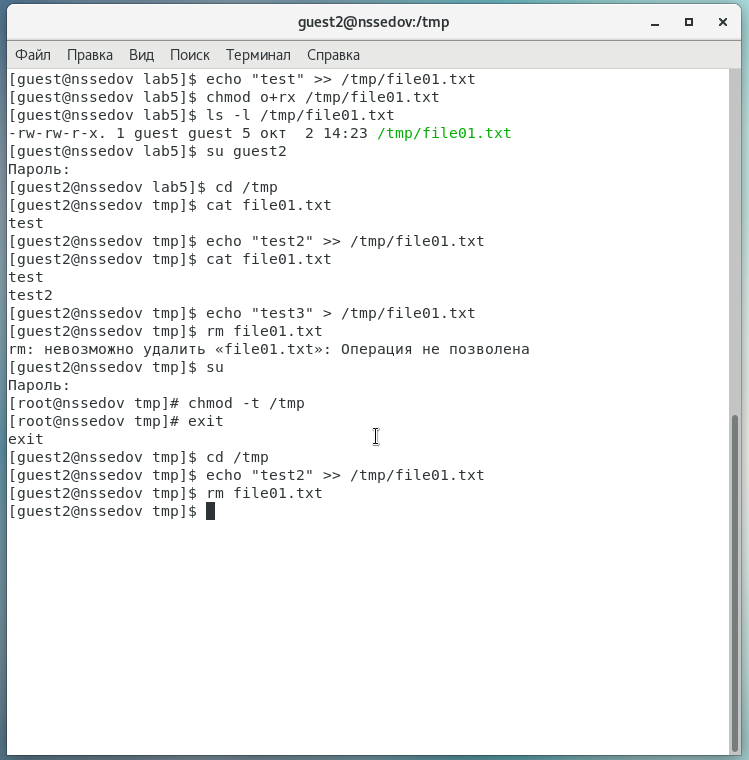 guest2@nssedov:/tmp
Файл Правка Вид Поиск Терминал Справка
[guest@nssedov lab5]$ echo "test" >> /tmp/file01.txt
[guest@nssedov lab5]$ chmod o+rx /tmp/file01.txt
[guest@nssedov lab5]$ ls -l /tmp/file01.txt
-rw-rw-r-x. 1 guest guest 5 окт  2 14:23 /tmp/file01.txt
[guest@nssedov lab5]$ su guest2
Пароль:
[guest2@nssedov lab5]$ cd /tmp
[guest2@nssedov tmp]$ cat file01.txt
test
[guest2@nssedov tmp]$ echo "test2" >> /tmp/file01.txt
[guest2@nssedov tmp]$ cat file01.txt
test
test2
[guest2@nssedov tmp]$ echo "test3" > /tmp/file01.txt
[guest2@nssedov tmp]$ rm file01.txt
rm: невозможно удалить «file01.txt»: Операция не позволена
[guest2@nssedov tmp]$ su
Пароль:
[root@nssedov tmp]# chmod -t /tmp
[root@nssedov tmp]# exit
exit
[guest2@nssedov tmp]$ cd /tmp
[guest2@nssedov tmp]$ echo "test2" >> /tmp/file01.txt
[guest2@nssedov tmp]$ rm file01.txt
[guest2@nssedov tmp]$